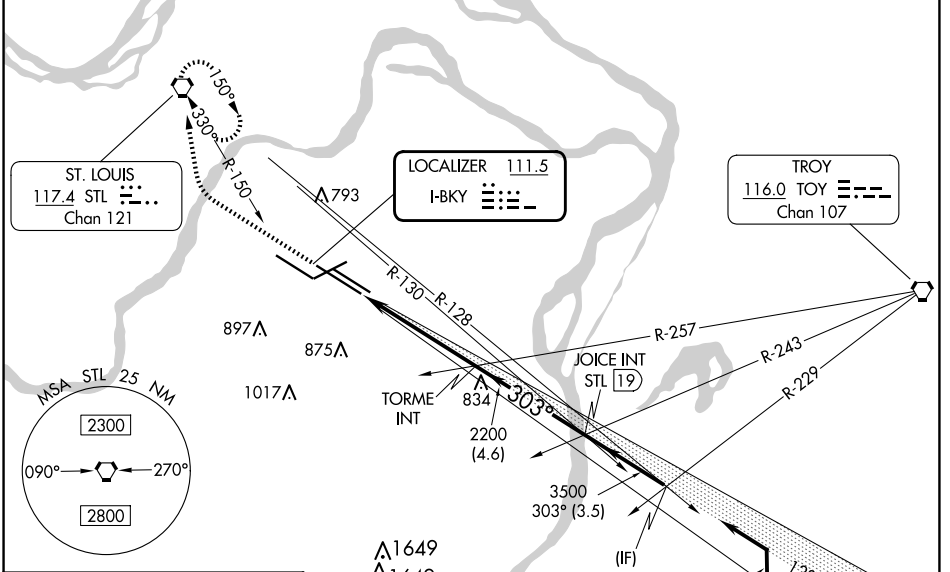 150°
330°
R-150
ST. LOUIS
117.4 STL
Chan 121
LOCALIZER 111.5
I-BKY
TROY
116.0 TOY
Chan 107
793
R-130
R-128
R-257
R-243
R-229
897
875
1017
JOICE INT
STL 19
TORME
INT
834
303°
2200
(4.6)
3500
303° (3.5)
(IF)
MSA STL 25 NM
2300
090°
270°
2800
1649